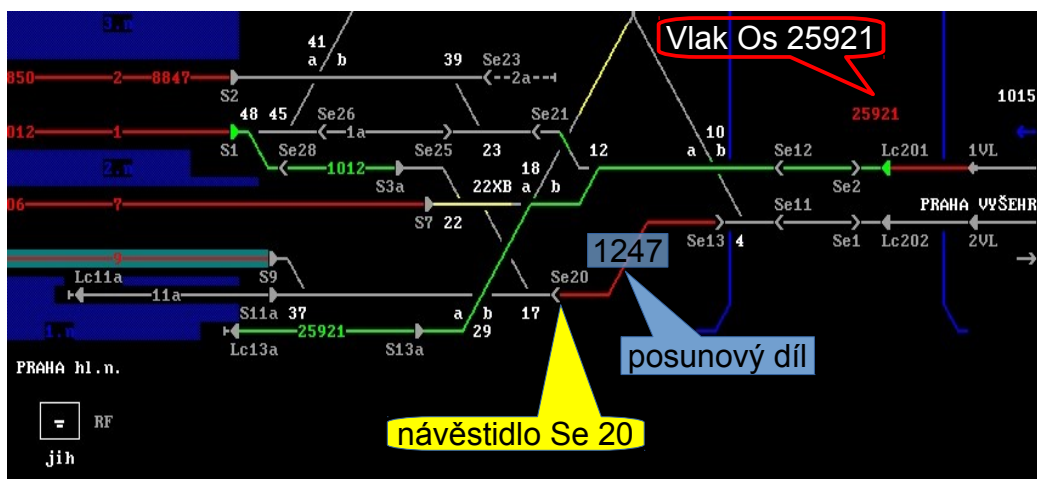 3.n
Vlak Os 25921
41
a b
39 Se23
850 2 8847
2a
S2
48 45 Se26
Se21
25921
1015
012 1
1a
10
S1 Se28
Se25 23
18
12
a b
Se12
Lc201 1VL
2.n
1012
S3a
22XB a b
Se2
06 7
Se11
PRAHA VYŠEHR
S7 22
1247
Se13 4
Se1 Lc202 2VL
9
Lc11a
S9
Se20
11a
S11a 37
a b 17
1.n
25921
29
Lc13a
S13a
posunový díl
PRAHA hl.n.
RF
návěstidlo Se 20
jih